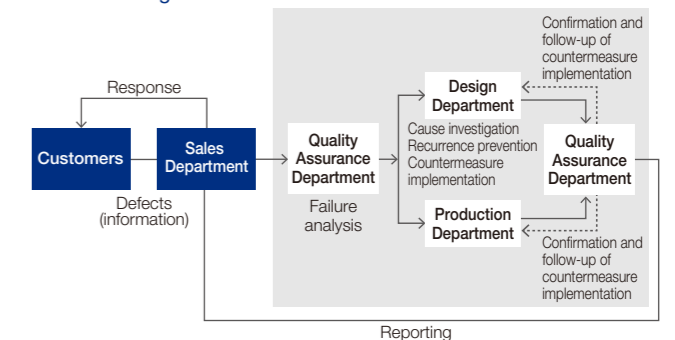 Response
Customers
Sales
Department
Defects
(information)
Quality
Assurance
Department
Failure
analysis
Design
Department
Cause investigation
Recurrence prevention
Countermeasure
implementation
Production
Department
Confirmation and
follow-up of
countermeasure
implementation
Quality
Assurance
Department
Confirmation and
follow-up of
countermeasure
implementation
Reporting